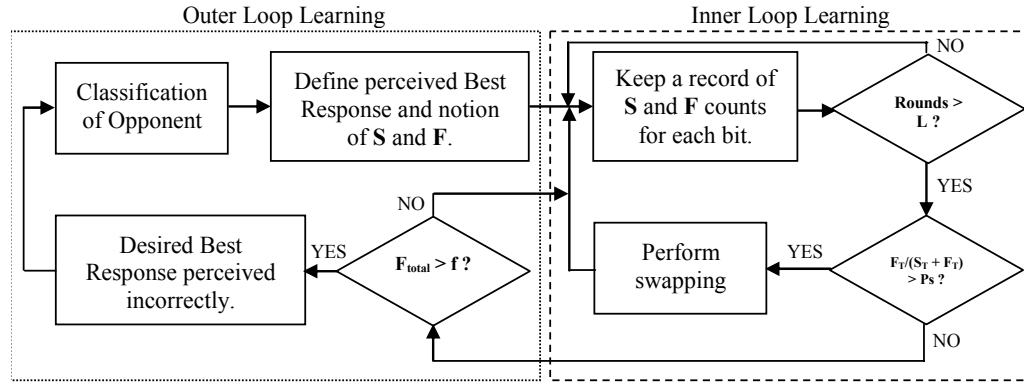 Outer Loop Learning
Inner Loop Learning
Classification
of Opponent
Define perceived Best
Response and notion
of S and F.
Keep a record of
S and F counts
for each bit.
NO
Rounds >
L ?
YES
F_T/(S_T + F_T)
> Ps ?
YES
Perform
swapping
NO
NO
F_total > f ?
YES
Desired Best
Response perceived
incorrectly.